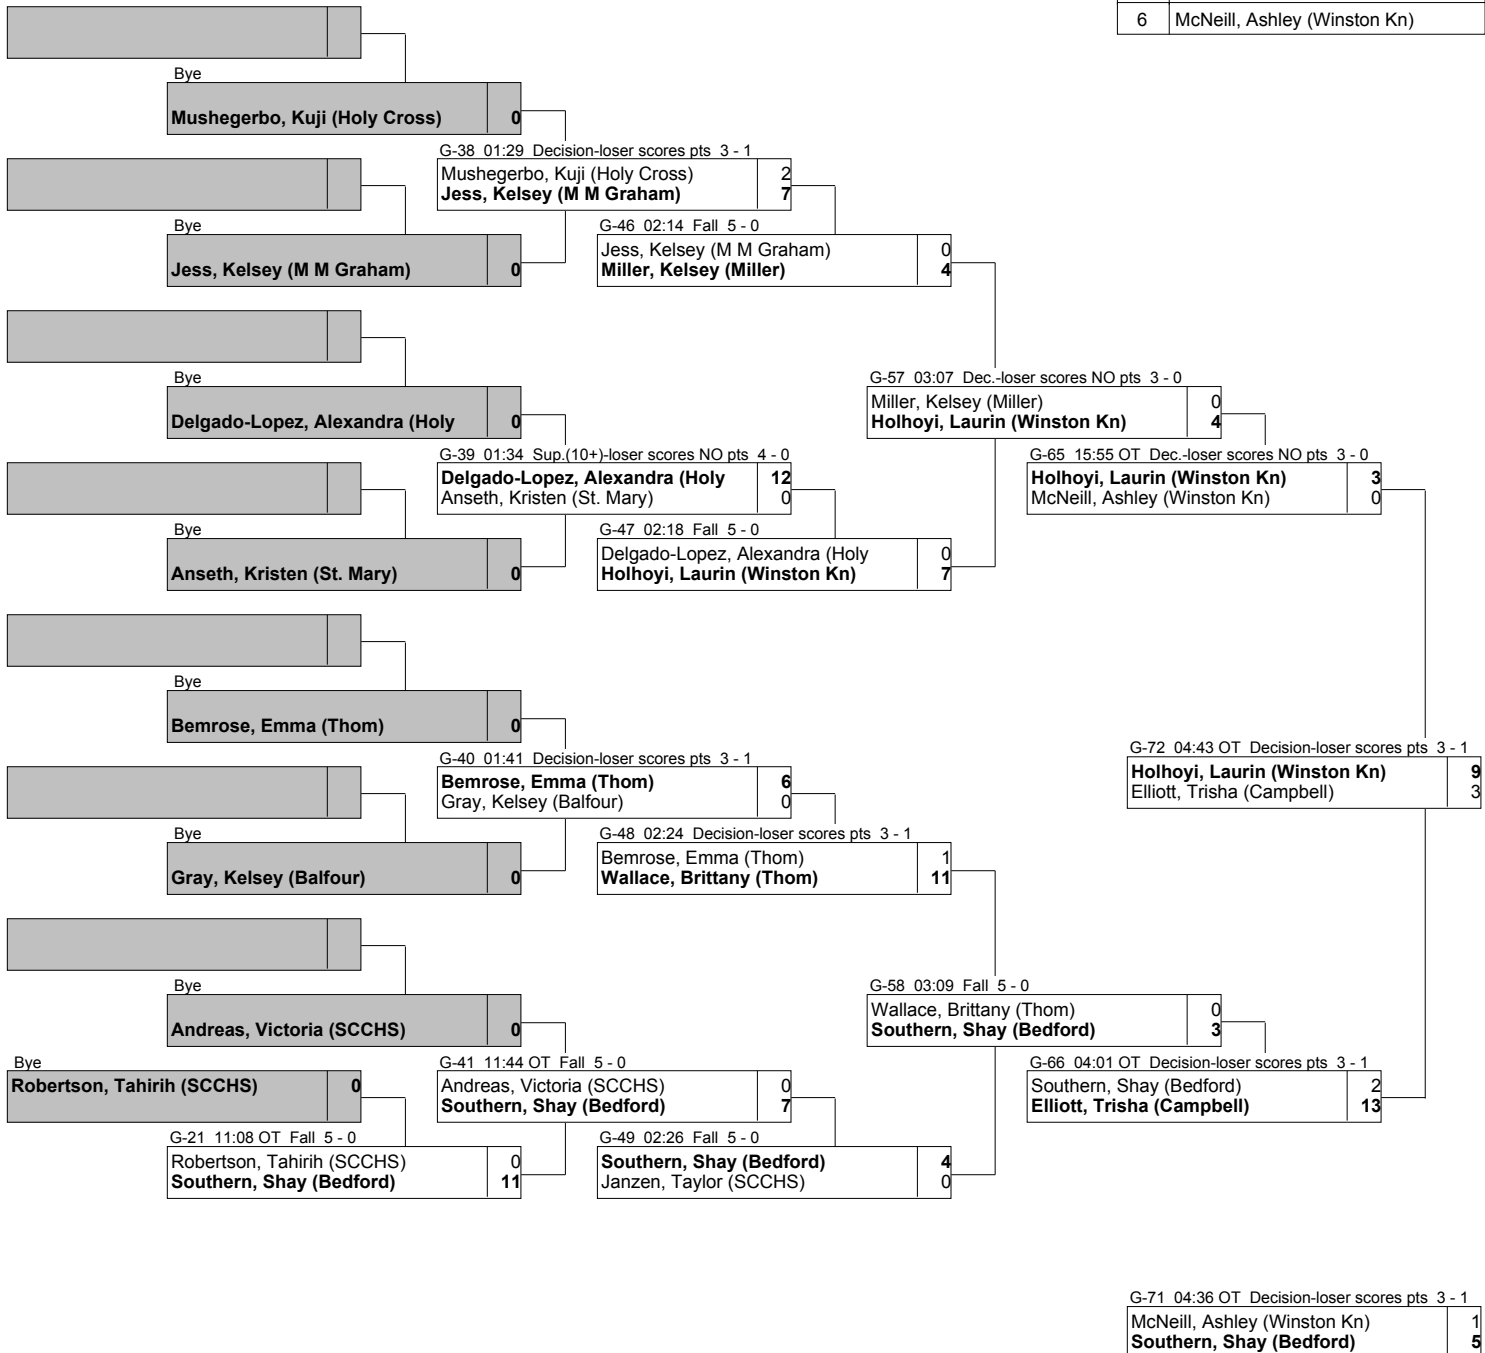 6 McNeill, Ashley (Winston Kn)
Bye
Mushegerbo, Kuji (Holy Cross) 0
G-38 01:29 Decision-loser scores pts 3 - 1
Mushegerbo, Kuji (Holy Cross) 2
Jess, Kelsey (M M Graham) 7
Bye
Jess, Kelsey (M M Graham) 0
G-46 02:14 Fall 5 - 0
Jess, Kelsey (M M Graham) 0
Miller, Kelsey (Miller) 4
Bye
Delgado-Lopez, Alexandra (Holy 0
G-57 03:07 Dec.-loser scores NO pts 3 - 0
Miller, Kelsey (Miller) 0
Holhoyi, Laurin (Winston Kn) 4
G-39 01:34 Sup.(10+)-loser scores NO pts 4 - 0
Delgado-Lopez, Alexandra (Holy 12
Anseth, Kristen (St. Mary) 0
G-65 15:55 OT Dec.-loser scores NO pts 3 - 0
Holhoyi, Laurin (Winston Kn) 3
McNeill, Ashley (Winston Kn) 0
Bye
Anseth, Kristen (St. Mary) 0
G-47 02:18 Fall 5 - 0
Delgado-Lopez, Alexandra (Holy 0
Holhoyi, Laurin (Winston Kn) 7
Bye
Bemrose, Emma (Thom) 0
G-40 01:41 Decision-loser scores pts 3 - 1
Bemrose, Emma (Thom) 6
Gray, Kelsey (Balfour) 0
G-72 04:43 OT Decision-loser scores pts 3 - 1
Holhoyi, Laurin (Winston Kn) 9
Elliott, Trisha (Campbell) 3
Bye
Gray, Kelsey (Balfour) 0
G-48 02:24 Decision-loser scores pts 3 - 1
Bemrose, Emma (Thom) 1
Wallace, Brittany (Thom) 11
Bye
Andreas, Victoria (SCCHS) 0
G-58 03:09 Fall 5 - 0
Wallace, Brittany (Thom) 0
Southern, Shay (Bedford) 3
Bye
Robertson, Tahirih (SCCHS) 0
G-41 11:44 OT Fall 5 - 0
Andreas, Victoria (SCCHS) 0
Southern, Shay (Bedford) 7
G-66 04:01 OT Decision-loser scores pts 3 - 1
Southern, Shay (Bedford) 2
Elliott, Trisha (Campbell) 13
G-21 11:08 OT Fall 5 - 0
Robertson, Tahirih (SCCHS) 0
Southern, Shay (Bedford) 11
G-49 02:26 Fall 5 - 0
Southern, Shay (Bedford) 4
Janzen, Taylor (SCCHS) 0
G-71 04:36 OT Decision-loser scores pts 3 - 1
McNeill, Ashley (Winston Kn) 1
Southern, Shay (Bedford) 5